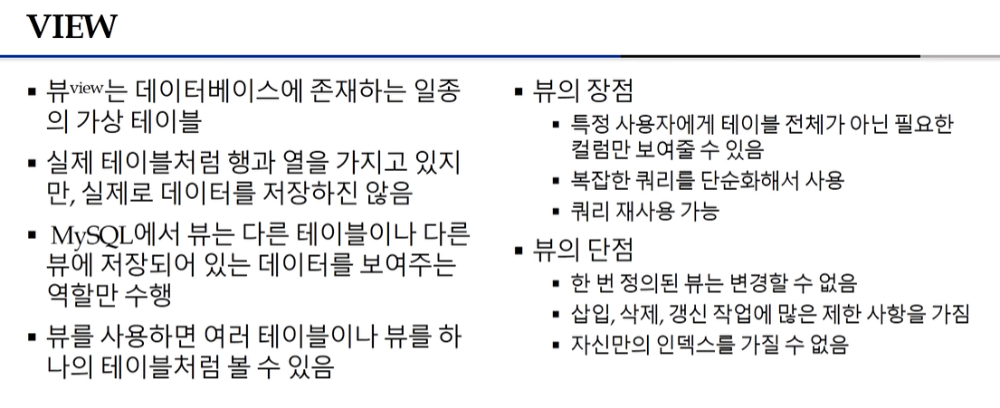 VIEW
▪ 뷰view는 데이터베이스에 존재하는 일종
의 가상 테이블
▪ 실제 테이블처럼 행과 열을 가지고 있지
만, 실제로 데이터를 저장하진 않음
▪ MySQL에서 뷰는 다른 테이블이나 다른
뷰에 저장되어 있는 데이터를 보여주는
역할만 수행
▪ 뷰를 사용하면 여러 테이블이나 뷰를 하
나의 테이블처럼 볼 수 있음
▪ 뷰의 장점
▪ 특정 사용자에게 테이블 전체가 아닌 필요한
컬럼만 보여줄 수 있음
▪ 복잡한 쿼리를 단순화해서 사용
▪ 쿼리 재사용 가능
▪ 뷰의 단점
▪ 한 번 정의된 뷰는 변경할 수 없음
▪ 삽입, 삭제, 갱신 작업에 많은 제한 사항을 가짐
▪ 자신만의 인덱스를 가질 수 없음